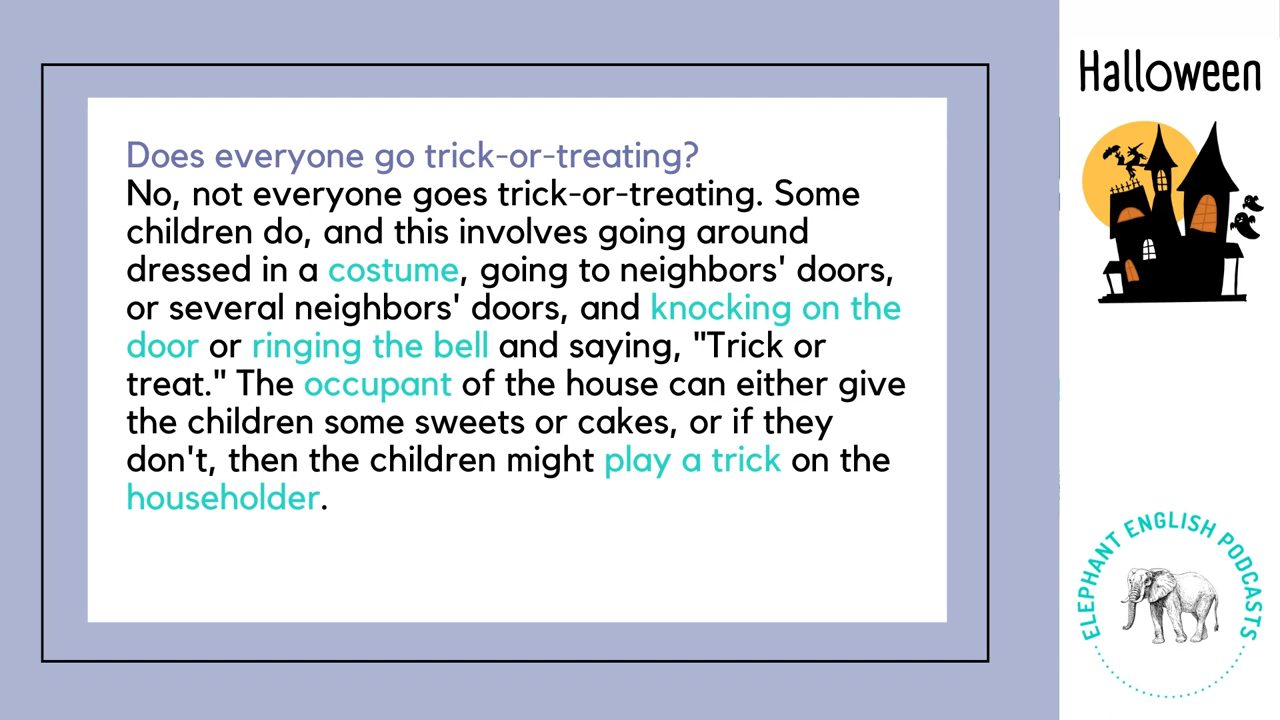 Does everyone go trick-or-treating?
No, not everyone goes trick-or-treating. Some
children do, and this involves going around
dressed in a costume, going to neighbors' doors,
or several neighbors' doors, and knocking on the
door or ringing the bell and saying, "Trick or
treat." The occupant of the house can either give
the children some sweets or cakes, or if they
don't, then the children might play a trick on the
householder.
Halloween
ELEPHANT ENGLISH PODCASTS